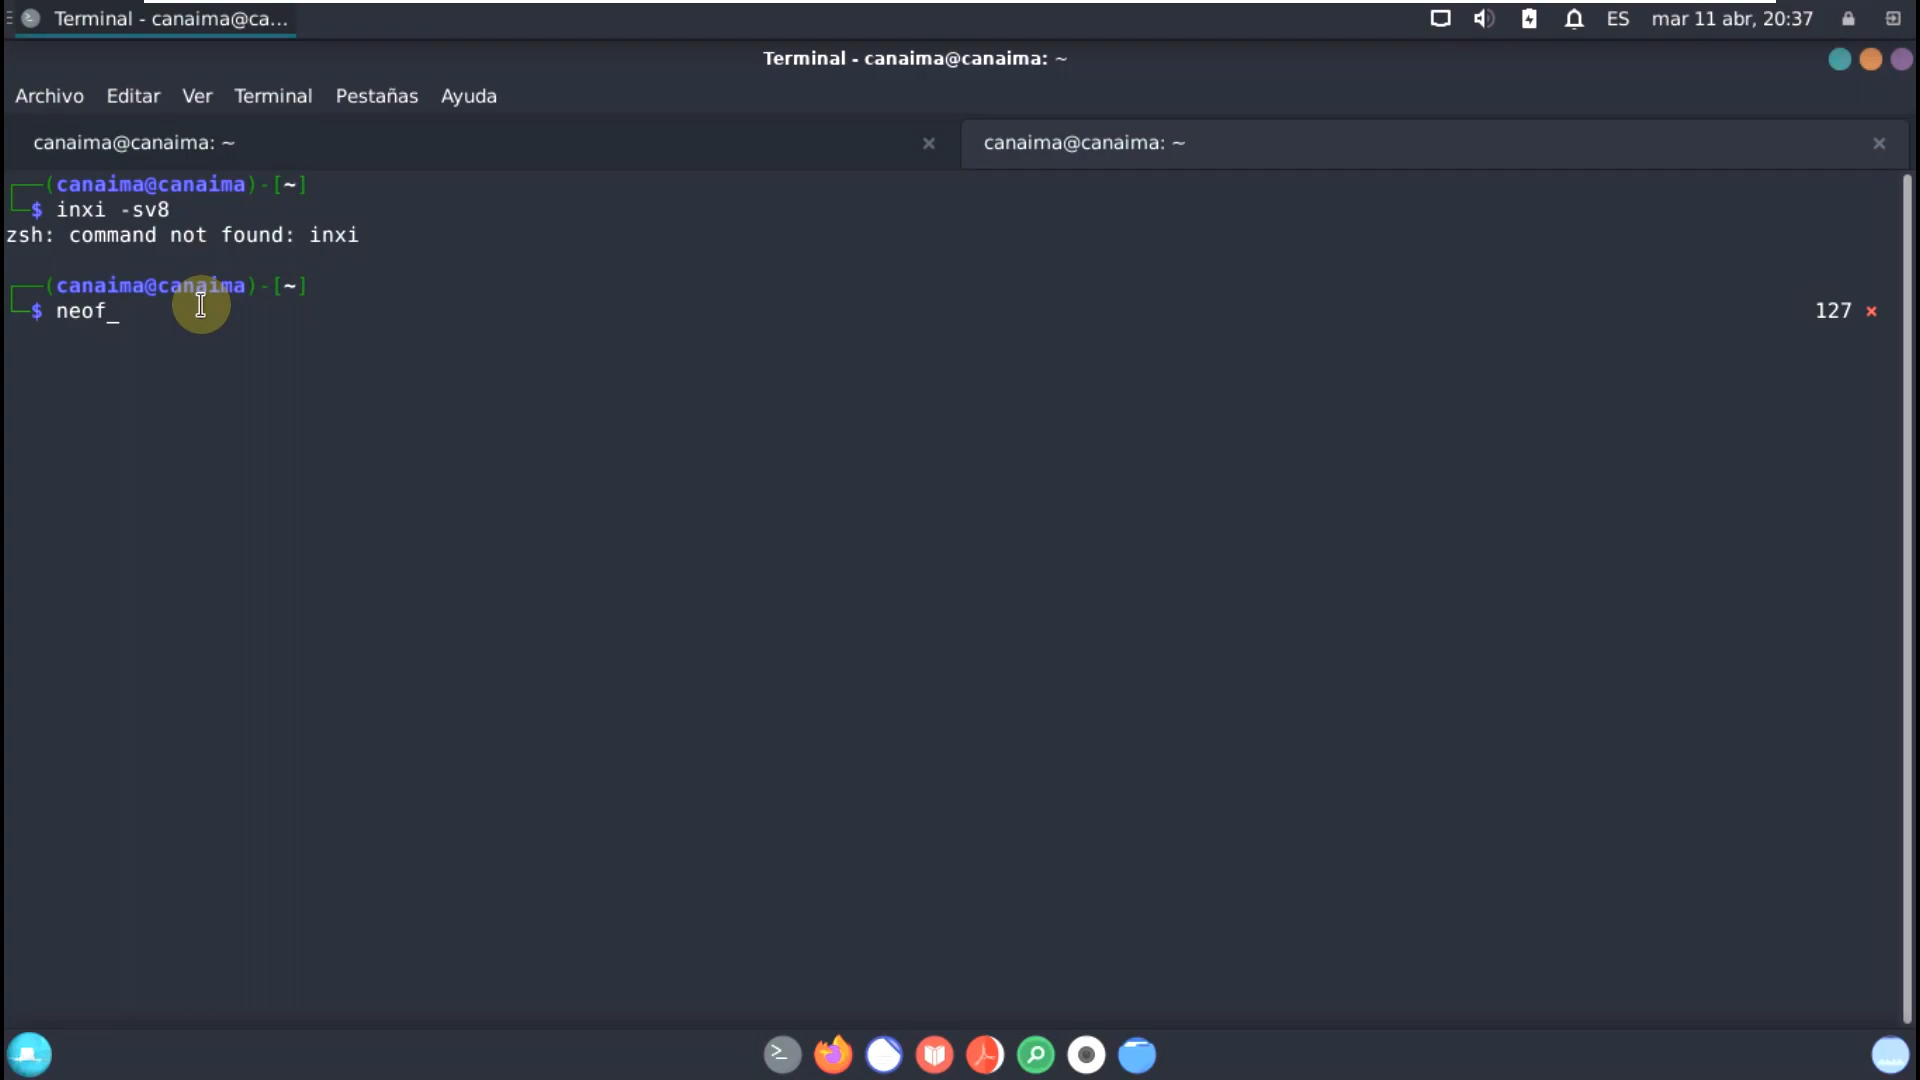 Terminal - canaima@ca...
ES mar 11 abr, 20:37
Terminal - canaima@canaima: ~
Archivo Editar Ver Terminal Pestañas Ayuda
canaima@canaima: ~
canaima@canaima: ~
(canaima@canaima)-[~]
$ inxi -sv8
zsh: command not found: inxi
(canaima@canaima)-[~]
$ neof_ 127 ×